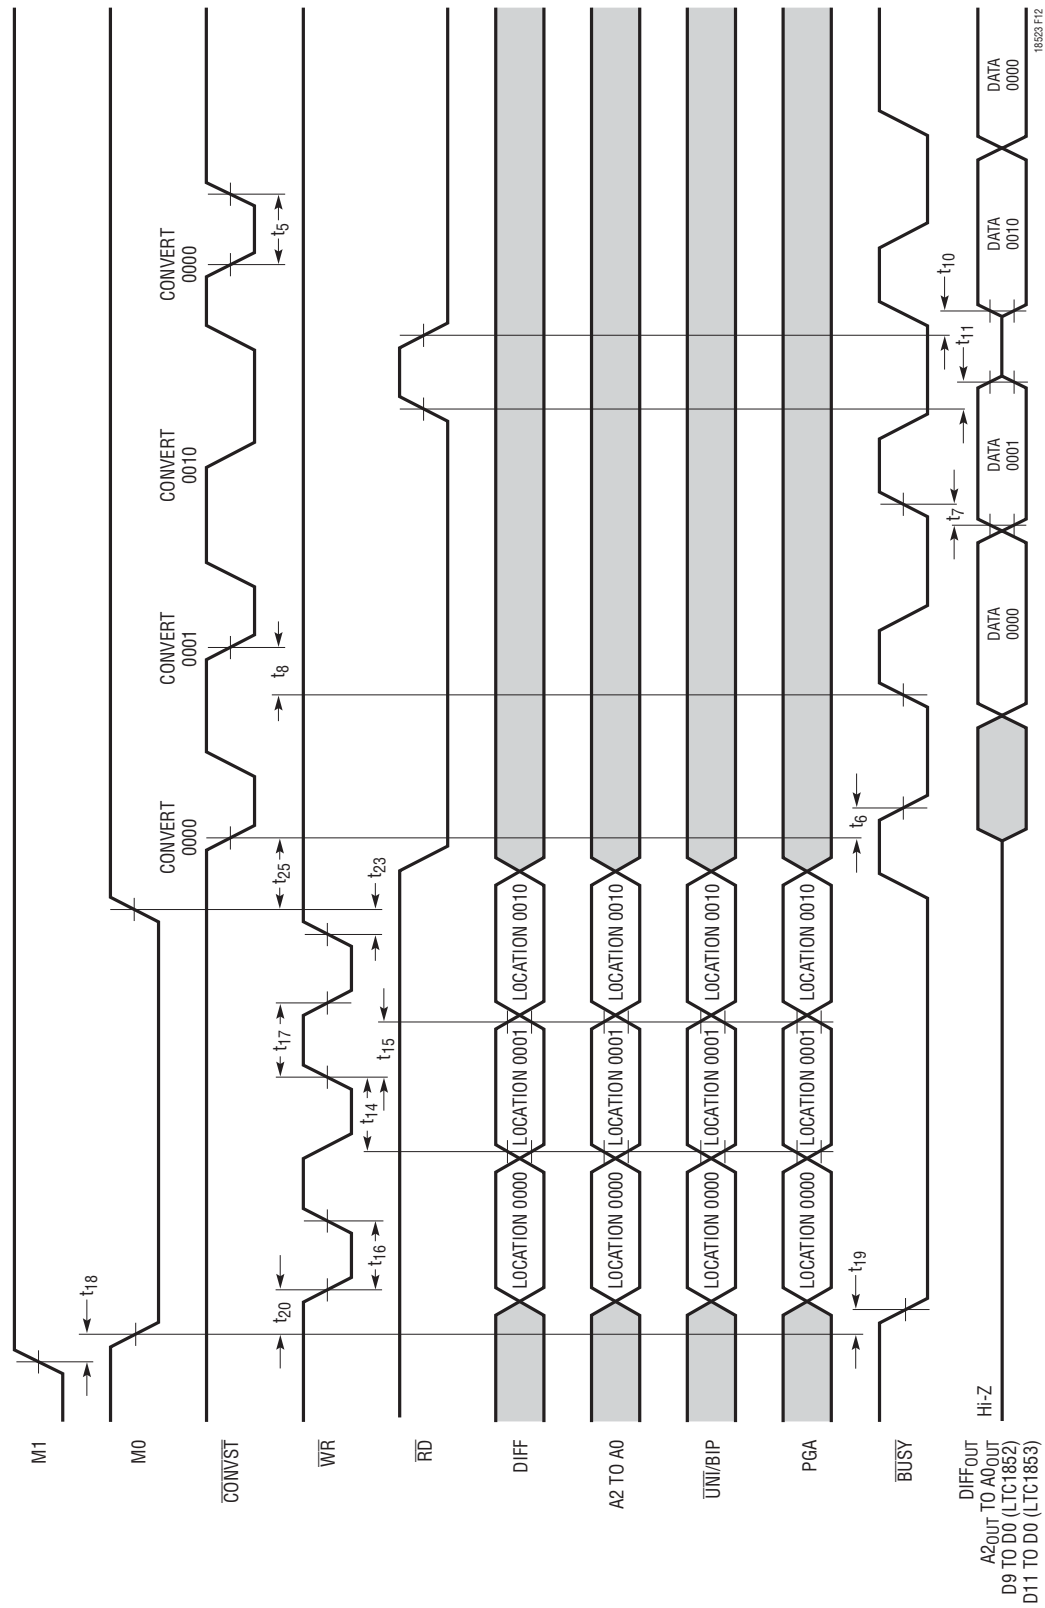 M1
t18
M0
CONVERT
0000
CONVERT
0001
CONVERT
0010
CONVERT
0000
CONVST
t25
t8
t5
t20
t17
WR
t16
t23
t14
t15
RD
DIFF
LOCATION 0000
LOCATION 0001
LOCATION 0010
A2 TO A0
LOCATION 0000
LOCATION 0001
LOCATION 0010
UNI/BIP
LOCATION 0000
LOCATION 0001
LOCATION 0010
PGA
LOCATION 0000
LOCATION 0001
LOCATION 0010
t19
t6
BUSY
t7
t11
t10
DIFFOUT
A2OUT TO A0OUT
D9 TO D0 (LTC1852)
D11 TO D0 (LTC1853)
Hi-Z
DATA
0000
DATA
0001
DATA
0010
DATA
0000
18523 F12